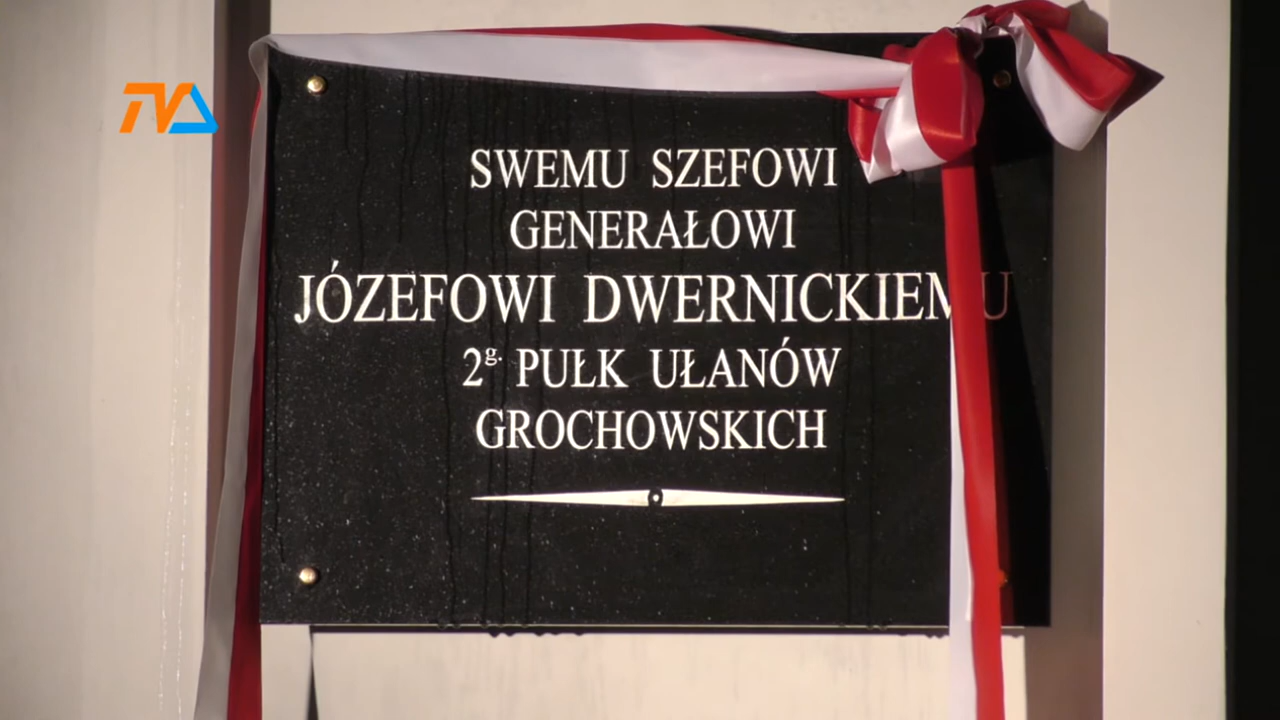 TVA
SWEMU SZEFOWI
GENERAŁOWI
JÓZEFOWI DWERNICKIEMU
2g. PUŁK UŁANÓW
GROCHOWSKICH